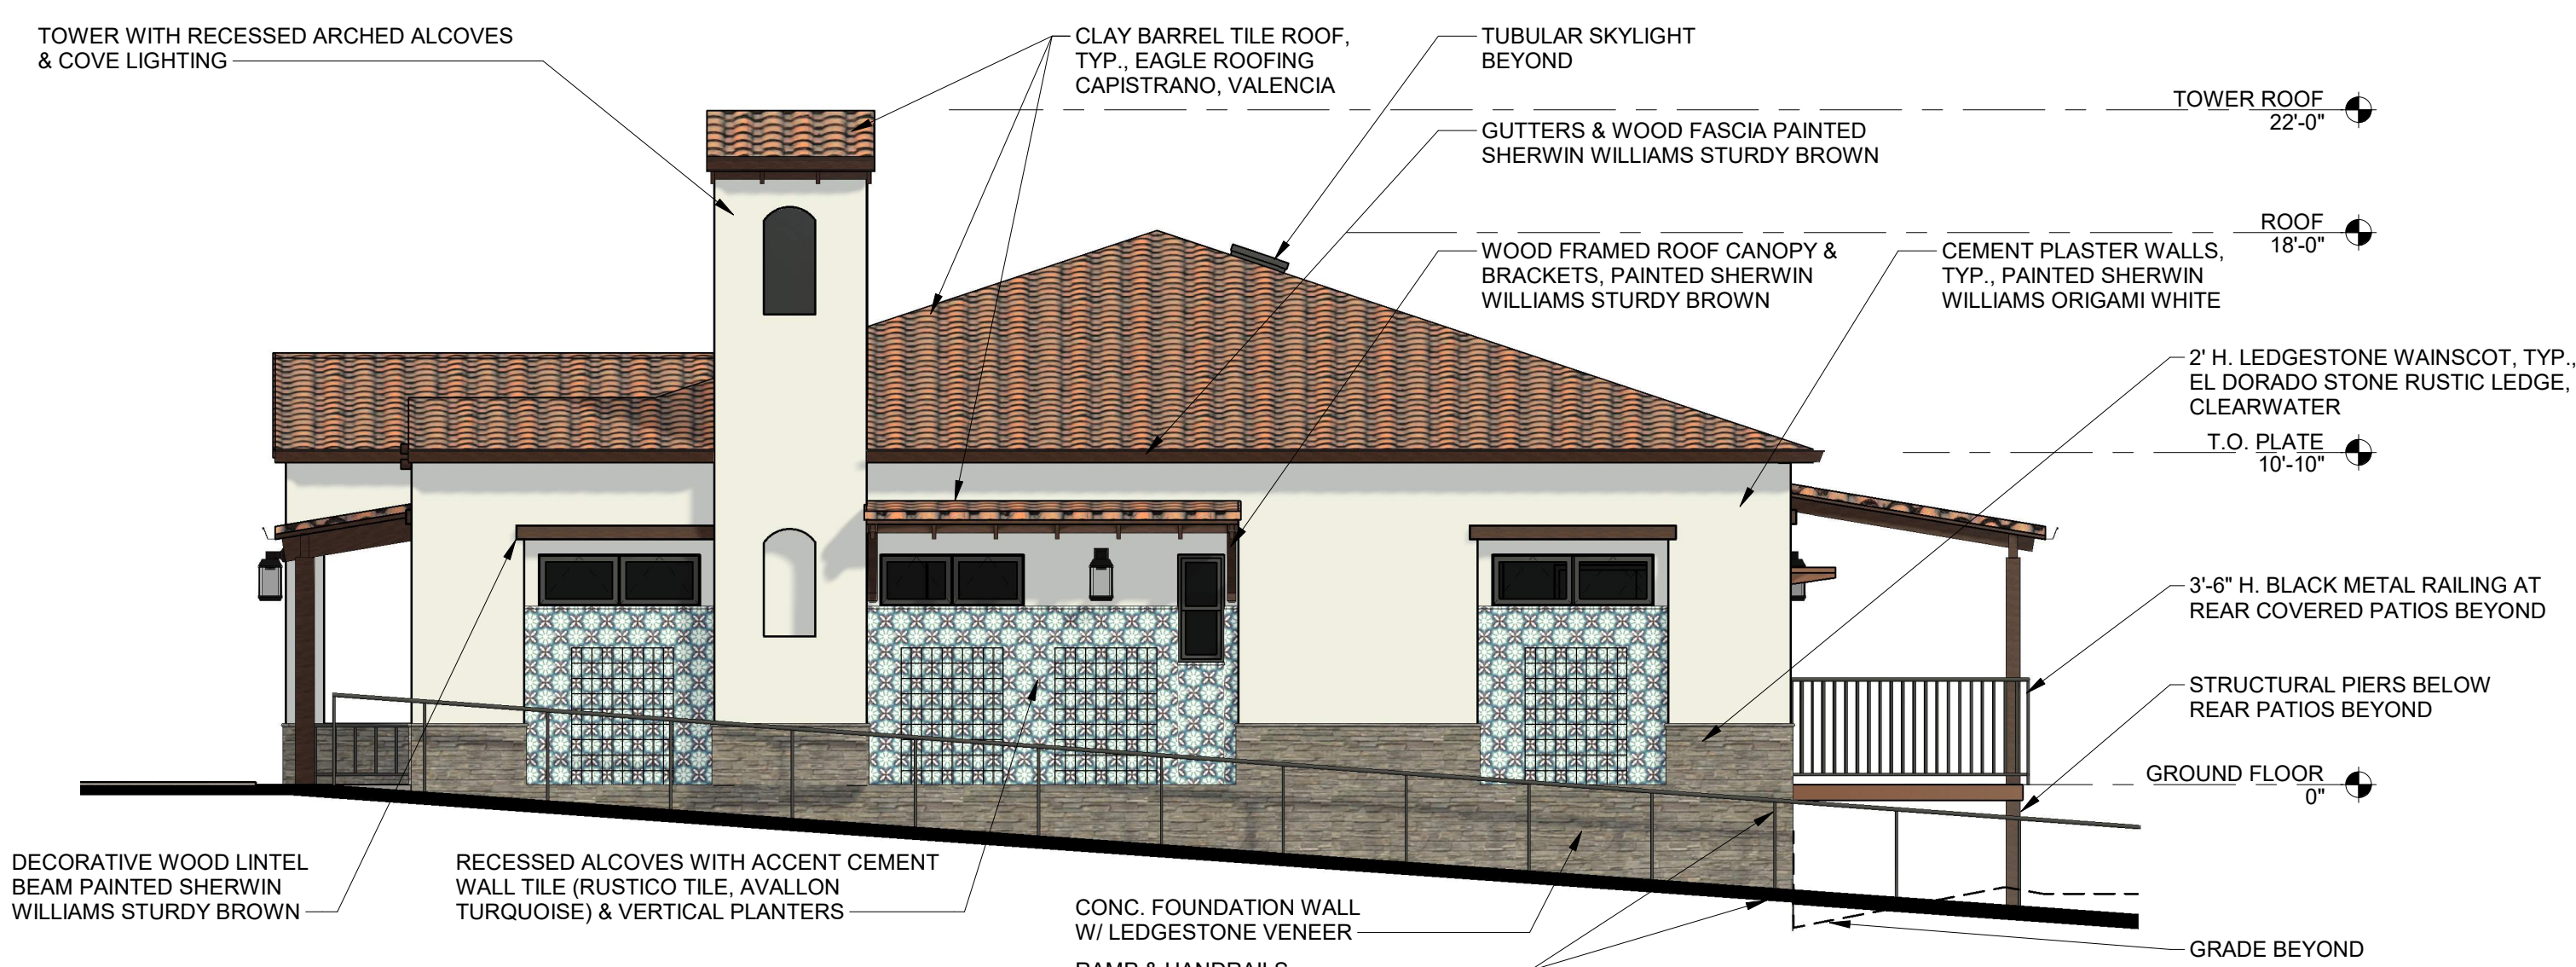 TOWER WITH RECESSED ARCHED ALCOVES
& COVE LIGHTING
CLAY BARREL TILE ROOF,
TYP., EAGLE ROOFING
CAPISTRANO, VALENCIA
TUBULAR SKYLIGHT
BEYOND
TOWER ROOF
22'-0"
GUTTERS & WOOD FASCIA PAINTED
SHERWIN WILLIAMS STURDY BROWN
ROOF
18'-0"
WOOD FRAMED ROOF CANOPY &
BRACKETS, PAINTED SHERWIN
WILLIAMS STURDY BROWN
CEMENT PLASTER WALLS,
TYP., PAINTED SHERWIN
WILLIAMS ORIGAMI WHITE
2' H. LEDGESTONE WAINSCOT, TYP.,
EL DORADO STONE RUSTIC LEDGE,
CLEARWATER
T.O. PLATE
10'-10"
3'-6" H. BLACK METAL RAILING AT
REAR COVERED PATIOS BEYOND
STRUCTURAL PIERS BELOW
REAR PATIOS BEYOND
GROUND FLOOR
0"
DECORATIVE WOOD LINTEL
BEAM PAINTED SHERWIN
WILLIAMS STURDY BROWN
RECESSED ALCOVES WITH ACCENT CEMENT
WALL TILE (RUSTICO TILE, AVALLON
TURQUOISE) & VERTICAL PLANTERS
CONC. FOUNDATION WALL
W/ LEDGESTONE VENEER
RAMP & HANDRAILS
GRADE BEYOND